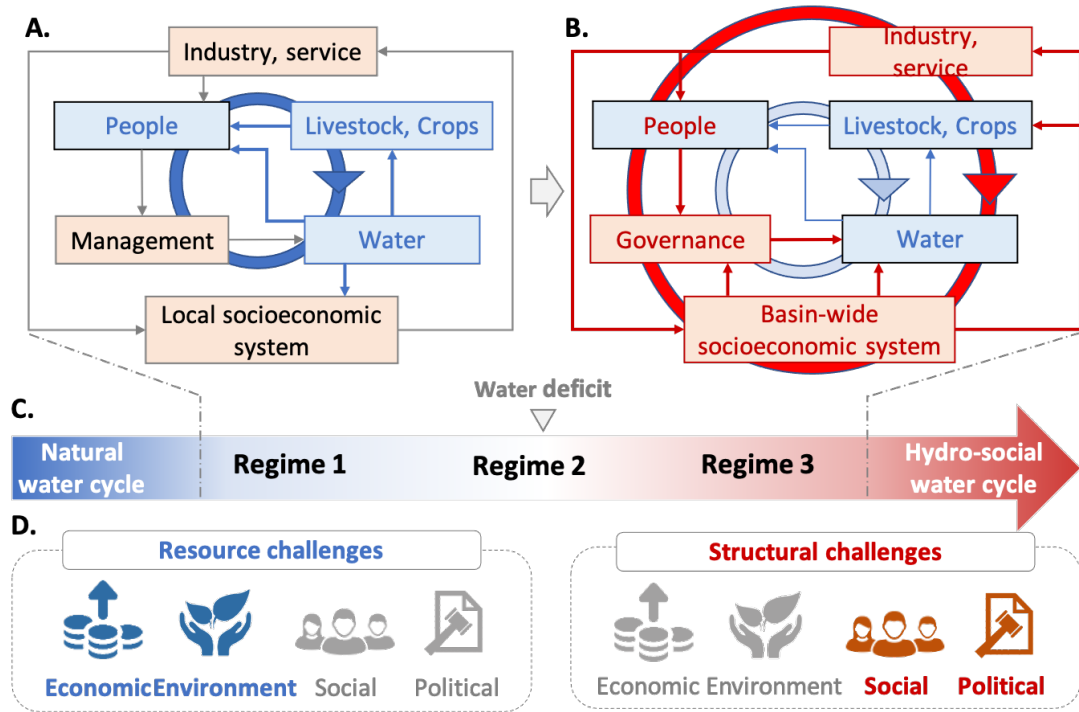 A.
Industry, service
People
Livestock, Crops
Management
Water
Local socioeconomic
system
B.
Industry,
service
People
Livestock, Crops
Governance
Water
Basin-wide
socioeconomic system
Water deficit
C.
Natural
water cycle
Regime 1
Regime 2
Regime 3
Hydro-social
water cycle
D.
Resource challenges
Economic
Environment
Social
Political
Structural challenges
Economic
Environment
Social
Political